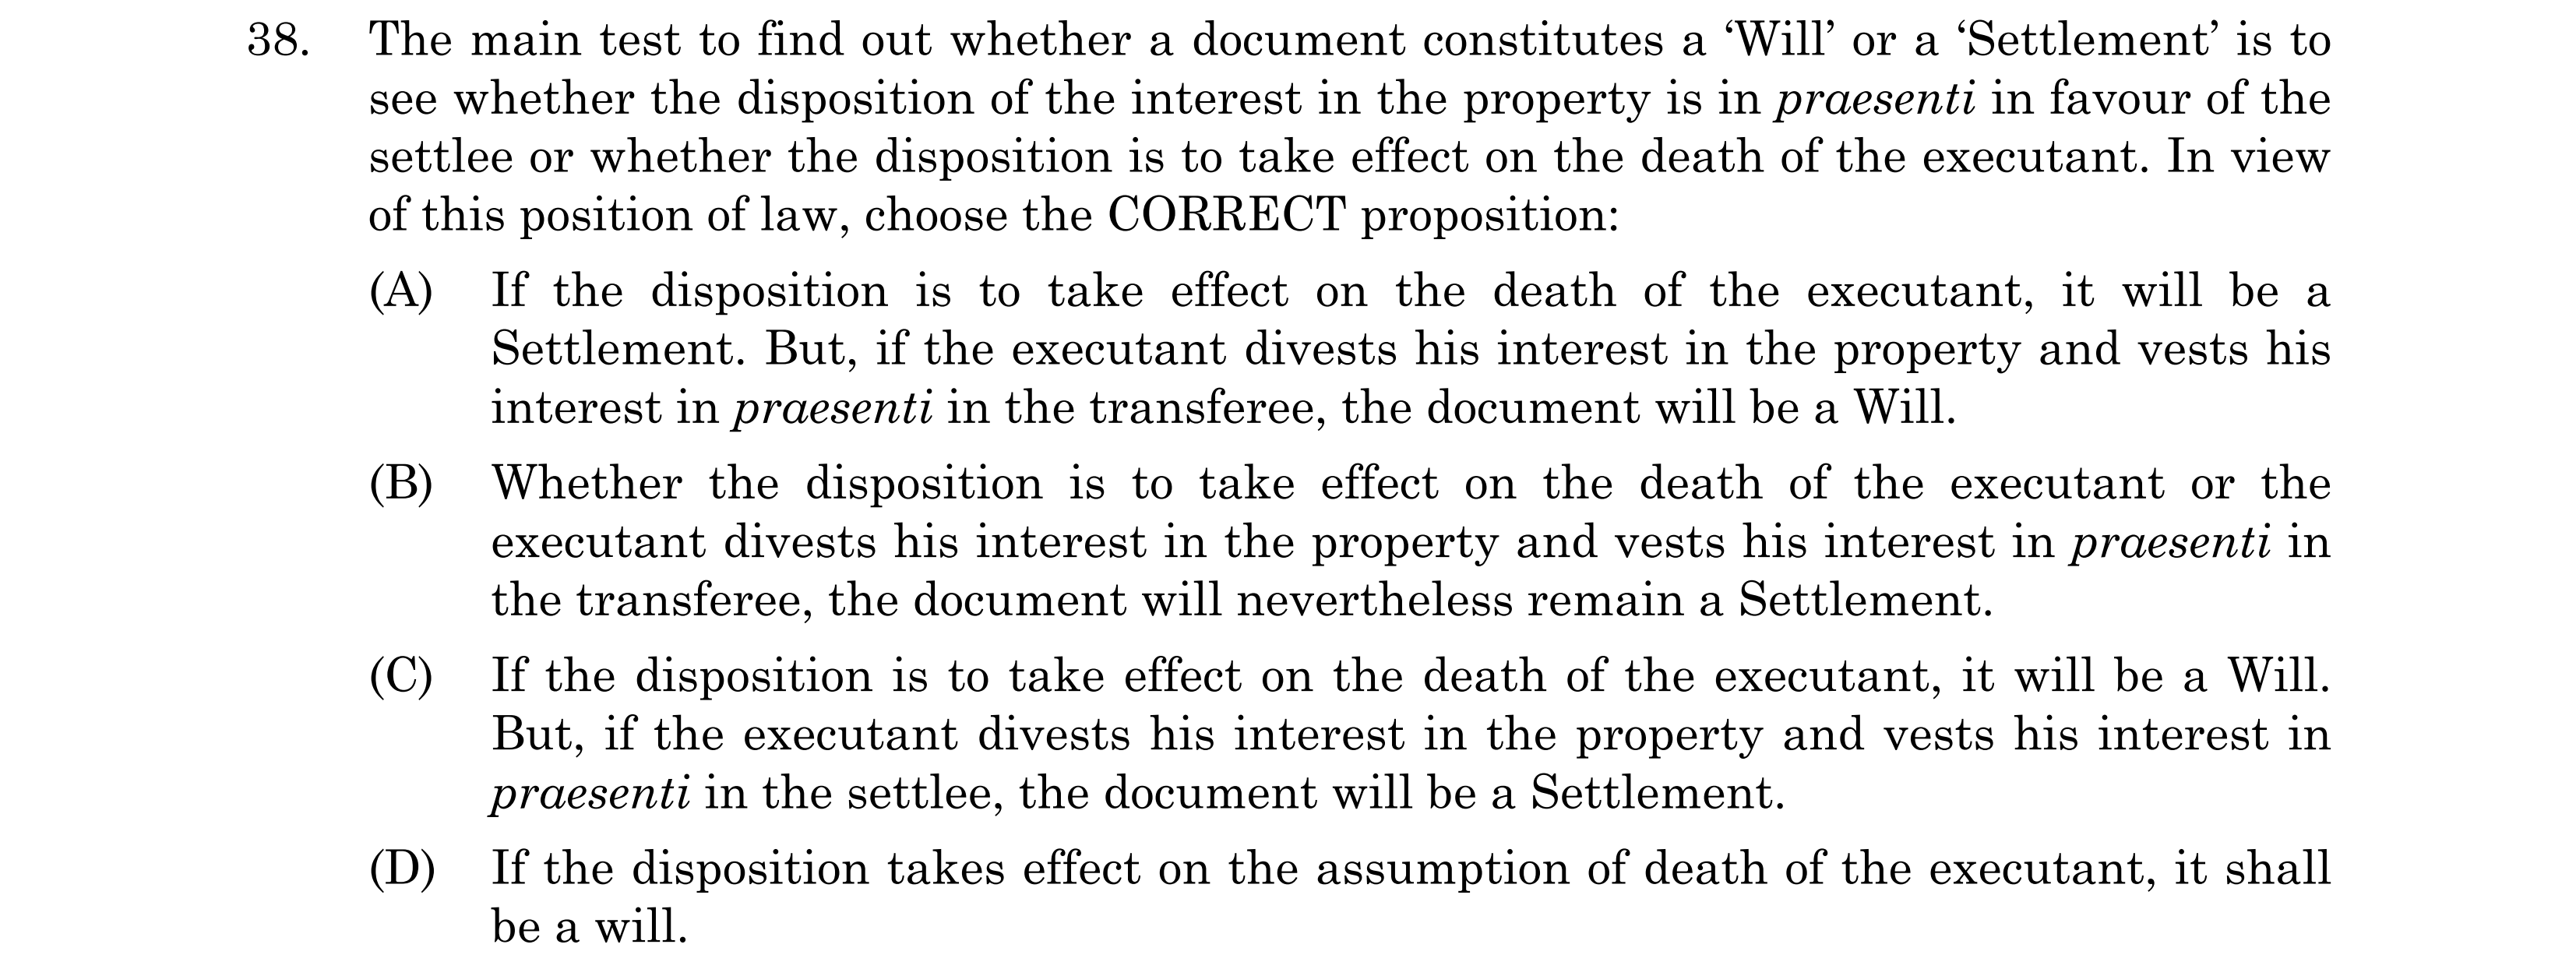 38. The main test to find out whether a document constitutes a ‘Will’ or a ‘Settlement’ is to
see whether the disposition of the interest in the property is in praesenti in favour of the
settlee or whether the disposition is to take effect on the death of the executant. In view
of this position of law, choose the CORRECT proposition:
(A) If the disposition is to take effect on the death of the executant, it will be a
Settlement. But, if the executant divests his interest in the property and vests his
interest in praesenti in the transferee, the document will be a Will.
(B) Whether the disposition is to take effect on the death of the executant or the
executant divests his interest in the property and vests his interest in praesenti in
the transferee, the document will nevertheless remain a Settlement.
(C) If the disposition is to take effect on the death of the executant, it will be a Will.
But, if the executant divests his interest in the property and vests his interest in
praesenti in the settlee, the document will be a Settlement.
(D) If the disposition takes effect on the assumption of death of the executant, it shall
be a will.